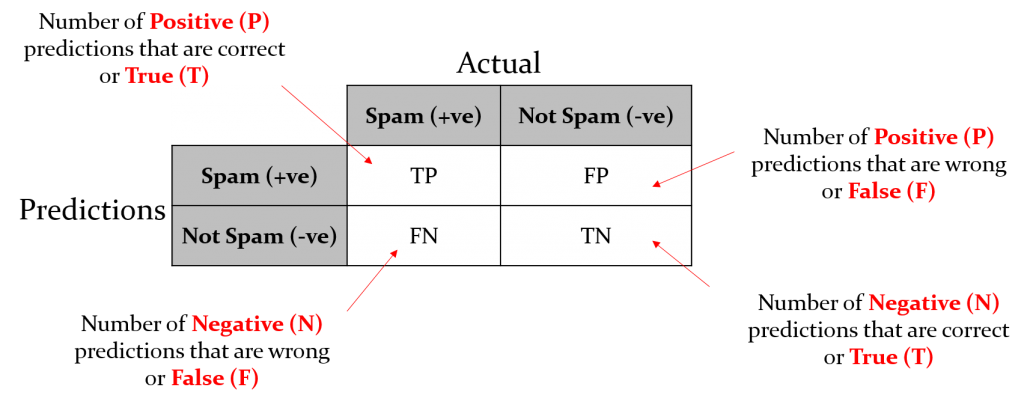 Number of Positive (P)
predictions that are correct
or True (T)
Actual
Spam (+ve) Not Spam (-ve)
Number of Positive (P)
predictions that are wrong
or False (F)
Predictions
Spam (+ve) TP FP
Not Spam (-ve) FN TN
Number of Negative (N)
predictions that are wrong
or False (F)
Number of Negative (N)
predictions that are correct
or True (T)